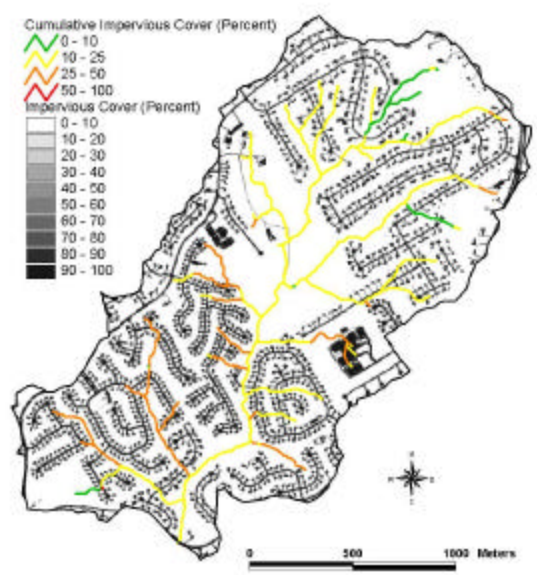 Cumulative Impervious Cover (Percent)
0 - 10
10 - 25
25 - 50
50 - 100
Impervious Cover (Percent)
0 - 10
10 - 20
20 - 30
30 - 40
40 - 50
50 - 60
60 - 70
70 - 80
80 - 90
90 - 100
0 500 1000 Meters